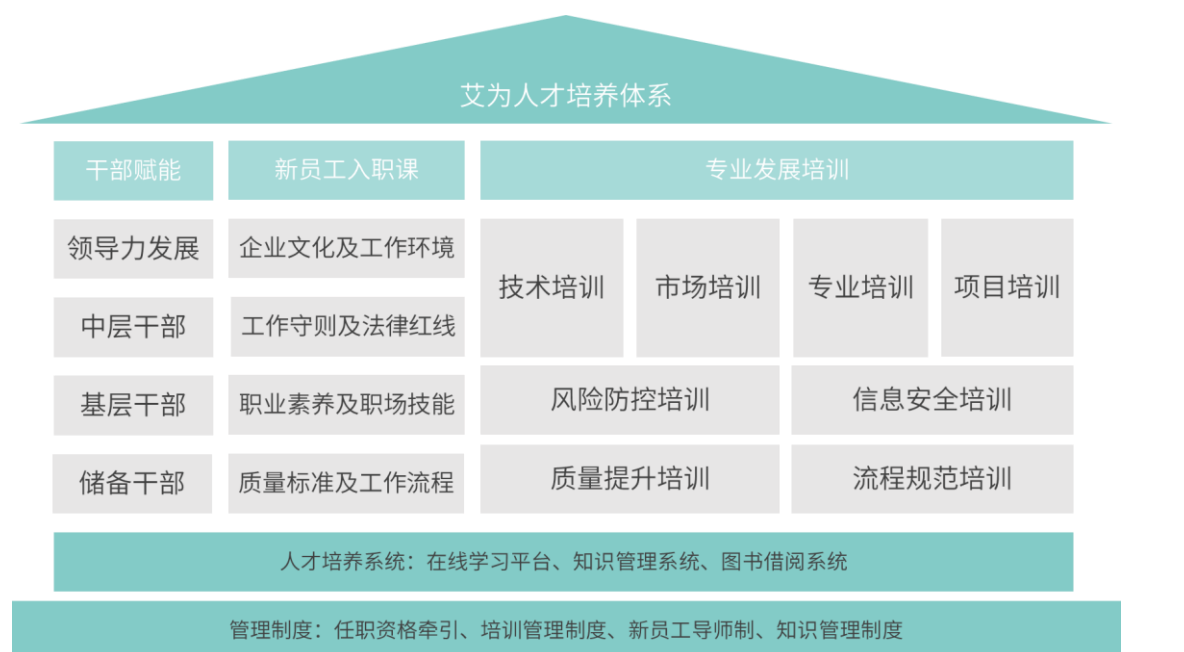 艾为人才培养体系
干部赋能
新员工入职课
专业发展培训
领导力发展
企业文化及工作环境
技术培训
市场培训
专业培训
项目培训
中层干部
工作守则及法律红线
基层干部
职业素养及职场技能
风险防控培训
信息安全培训
储备干部
质量标准及工作流程
质量提升培训
流程规范培训
人才培养系统：在线学习平台、知识管理系统、图书借阅系统
管理制度：任职资格牵引、培训管理制度、新员工导师制、知识管理制度